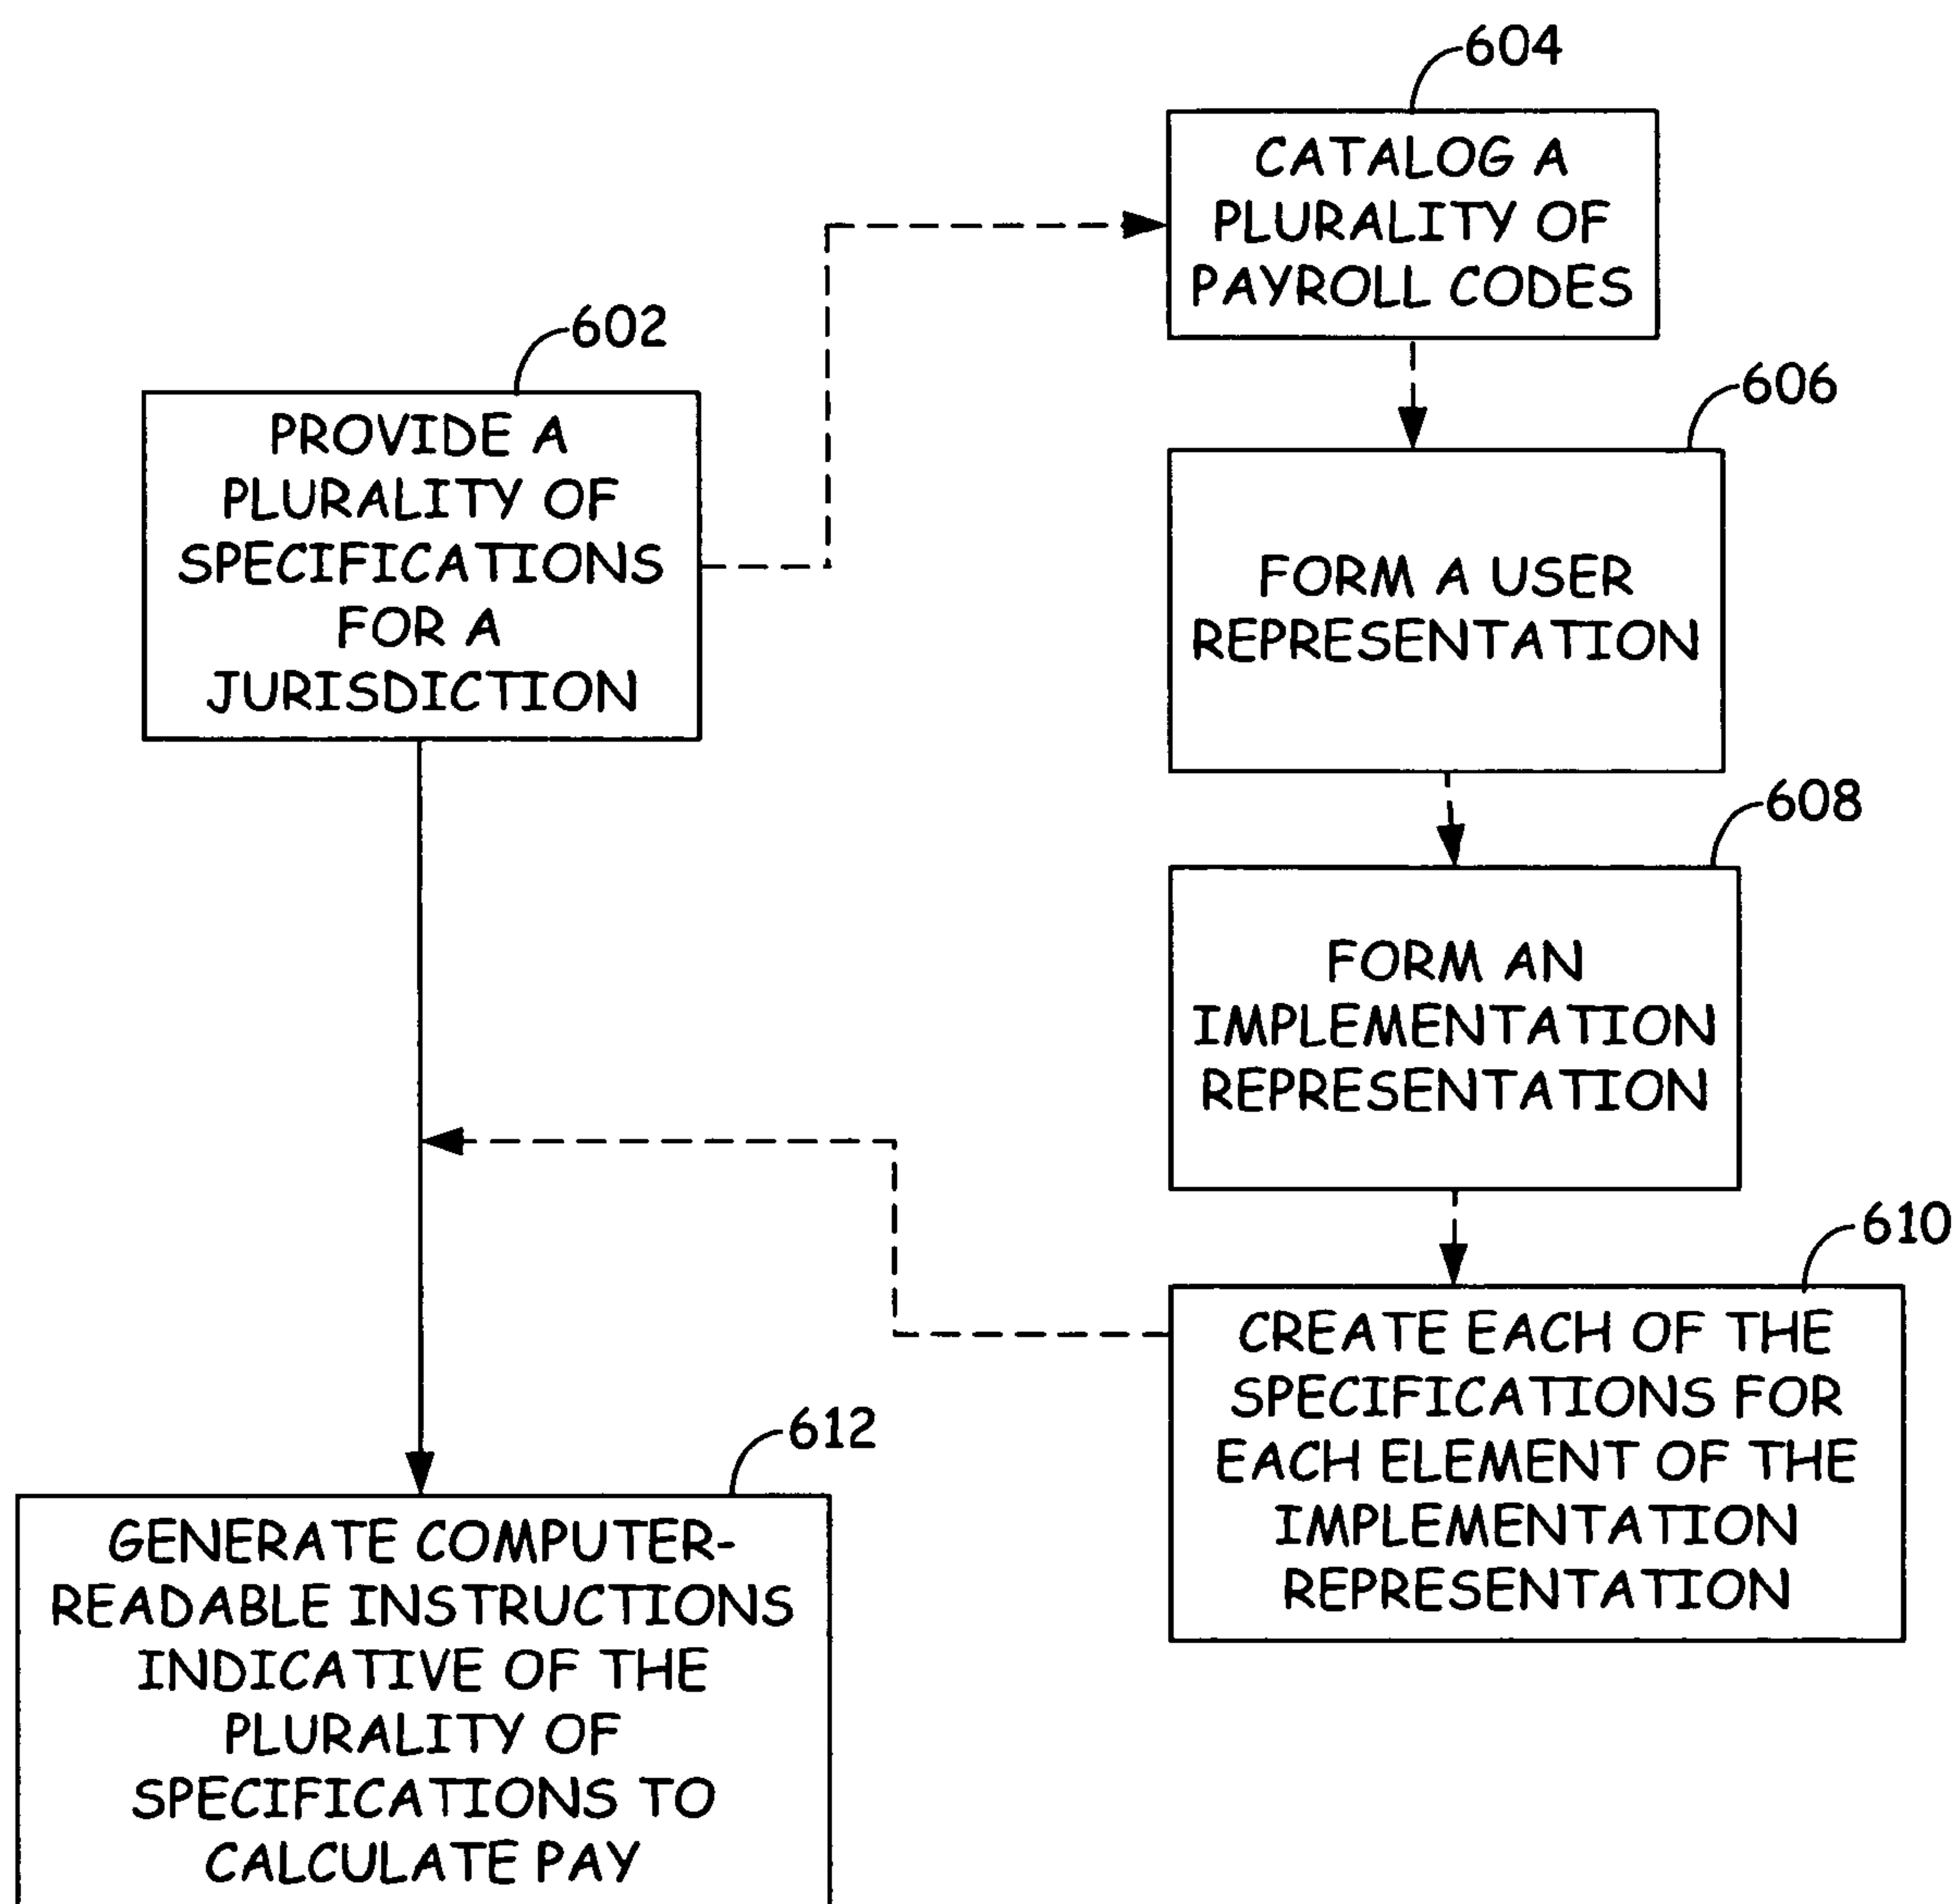 604
CATALOG A
PLURALITY OF
PAYROLL CODES
602
PROVIDE A
PLURALITY OF
SPECIFICATIONS
FOR A
JURISDICTION
606
FORM A USER
REPRESENTATION
608
FORM AN
IMPLEMENTATION
REPRESENTATION
610
CREATE EACH OF THE
SPECIFICATIONS FOR
EACH ELEMENT OF THE
IMPLEMENTATION
REPRESENTATION
612
GENERATE COMPUTER-
READABLE INSTRUCTIONS
INDICATIVE OF THE
PLURALITY OF
SPECIFICATIONS TO
CALCULATE PAY